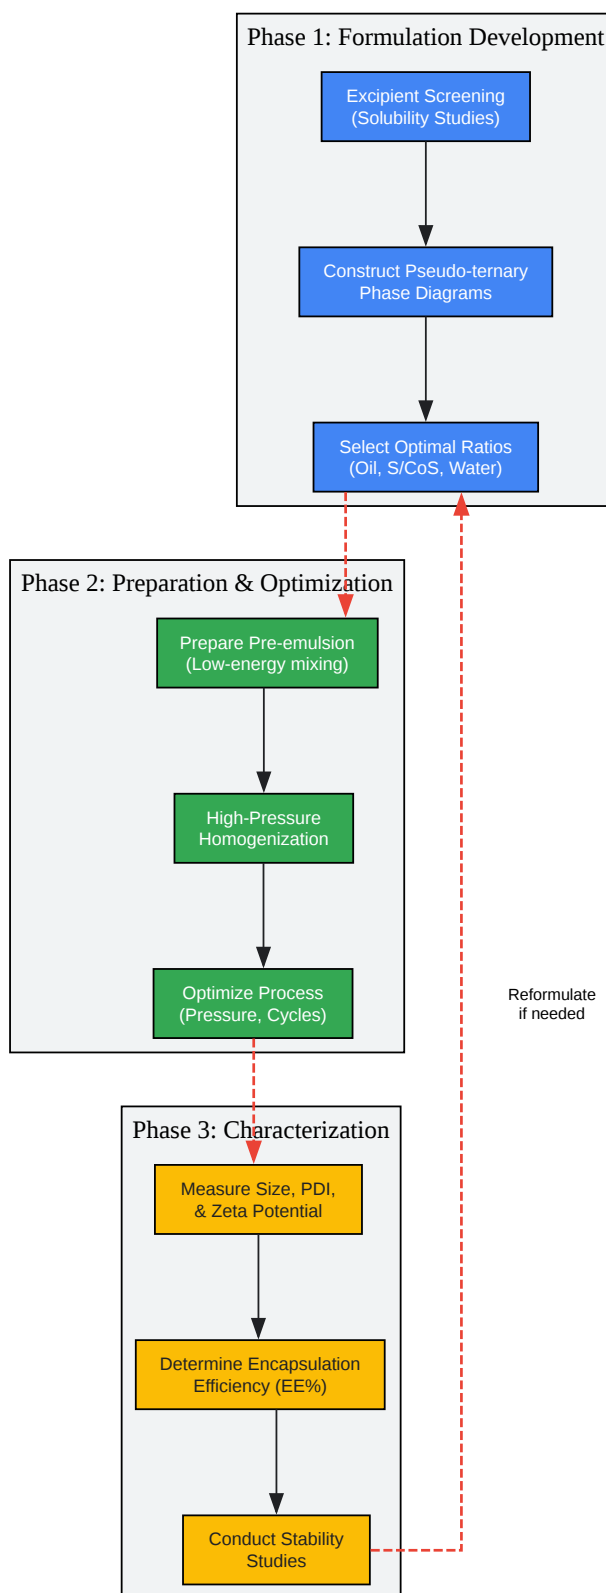 Phase 1: Formulation Development
Excipient Screening
(Solubility Studies)
Construct Pseudo-ternary
Phase Diagrams
Select Optimal Ratios
(Oil, S/CoS, Water)
Phase 2: Preparation & Optimization
Prepare Pre-emulsion
(Low-energy mixing)
High-Pressure
Homogenization
Optimize Process
(Pressure, Cycles)
Reformulate
if needed
Phase 3: Characterization
Measure Size, PDI,
& Zeta Potential
Determine Encapsulation
Efficiency (EE%)
Conduct Stability
Studies